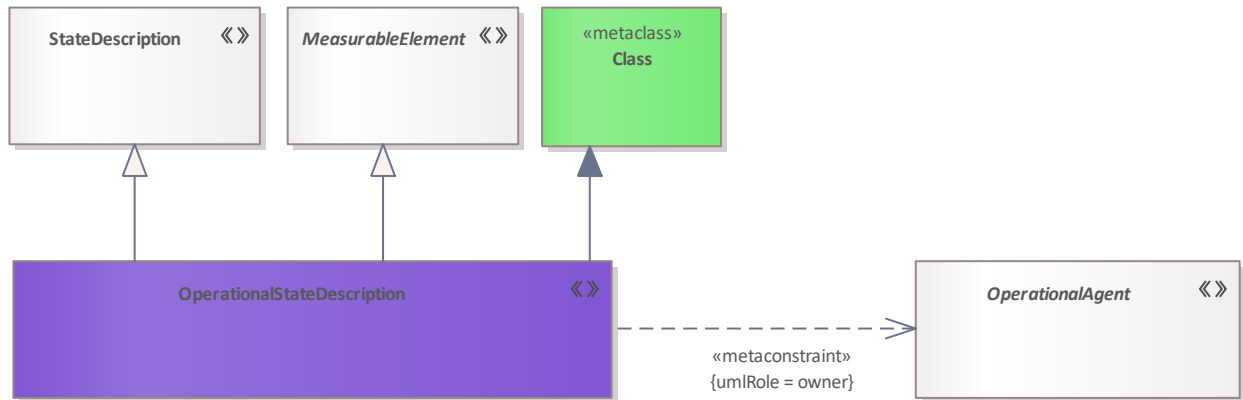 StateDescription «»
MeasurableElement «»
«metaclass»
Class
OperationalStateDescription «»
OperationalAgent «»
«metaconstraint»
{umlRole = owner}